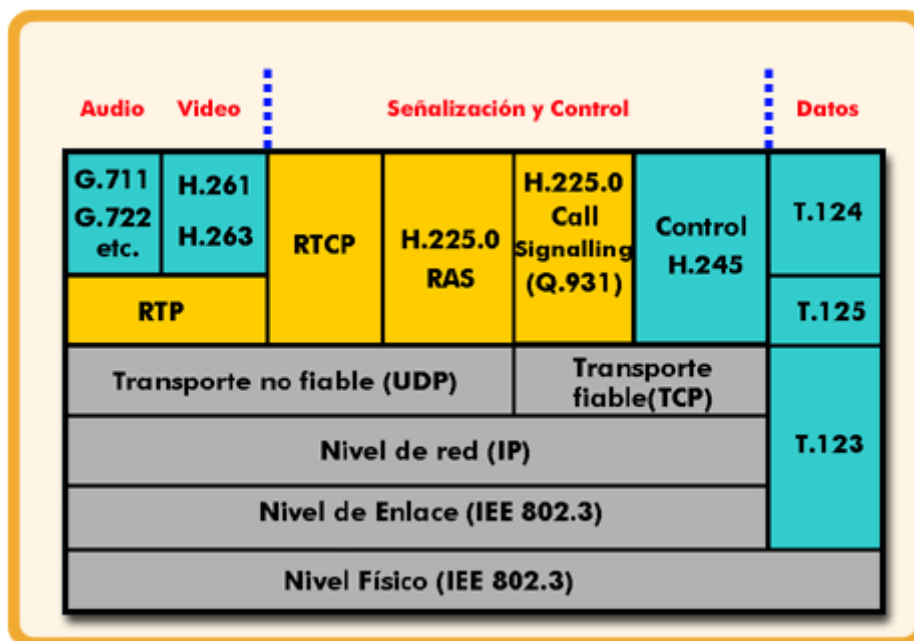 Audio
Video
Señalización y Control
Datos
G.711
G.722
etc.
H.261
H.263
RTP
RTCP
H.225.0
RAS
H.225.0
Call
Signalling
(Q.931)
Control
H.245
T.124
T.125
Transporte no fiable (UDP)
Transporte
fiable(TCP)
T.123
Nivel de red (IP)
Nivel de Enlace (IEE 802.3)
Nivel Físico (IEE 802.3)